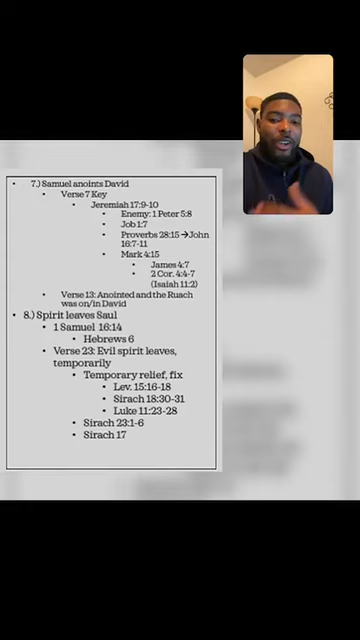 7.) Samuel anoints David
Verse 7 Key
Jeremiah 17:9-10
Enemy: 1 Peter 5:8
Job 1:7
Proverbs 28:15 →John
16:7-11
Mark 4:15
James 4:7
2 Cor. 4:4-7
(Isaiah 11:2)
Verse 13: Anointed and the Ruach
was on/in David
8.) Spirit leaves Saul
1 Samuel 16:14
Hebrews 6
Verse 23: Evil spirit leaves,
temporarily
Temporary relief, fix
Lev. 15:16-18
Sirach 18:30-31
Luke 11:23-28
Sirach 23:1-6
Sirach 17